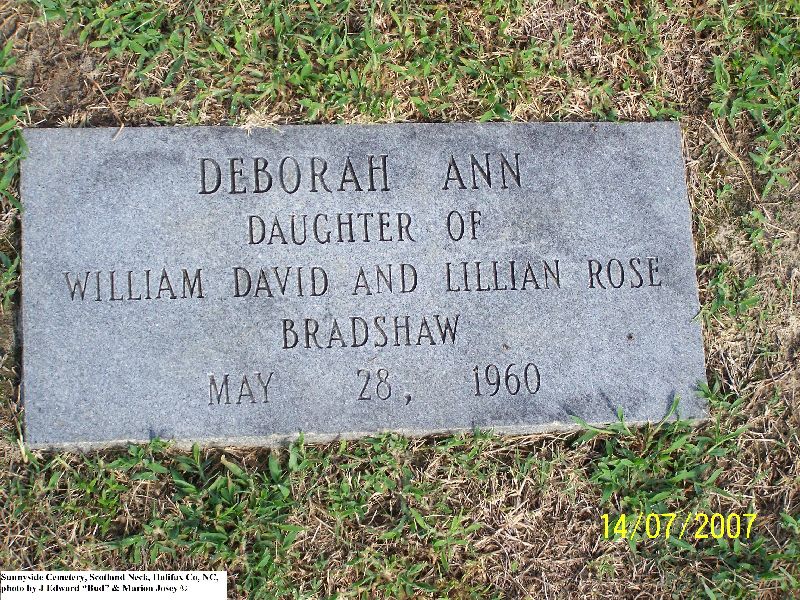 DEBORAH ANN
DAUGHTER OF
WILLIAM DAVID AND LILLIAN ROSE
BRADSHAW
MAY 28, 1960
14/07/2007
Sunnyside Cemetery, Scotland Neck, Halifax Co, NC,
photo by J Edward "Bud" & Marion Josey ©